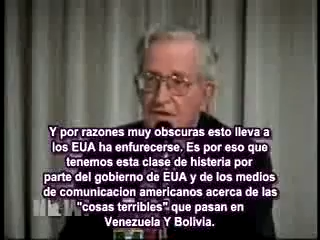 Y por razones muy obscuras esto lleva a
los EUA ha enfurecerse. Es por eso que
tenemos esta clase de histeria por
parte del gobierno de EUA y de los medios
de comunicacion americanos acerca de las
"cosas terribles" que pasan en
Venezuela Y Bolivia.